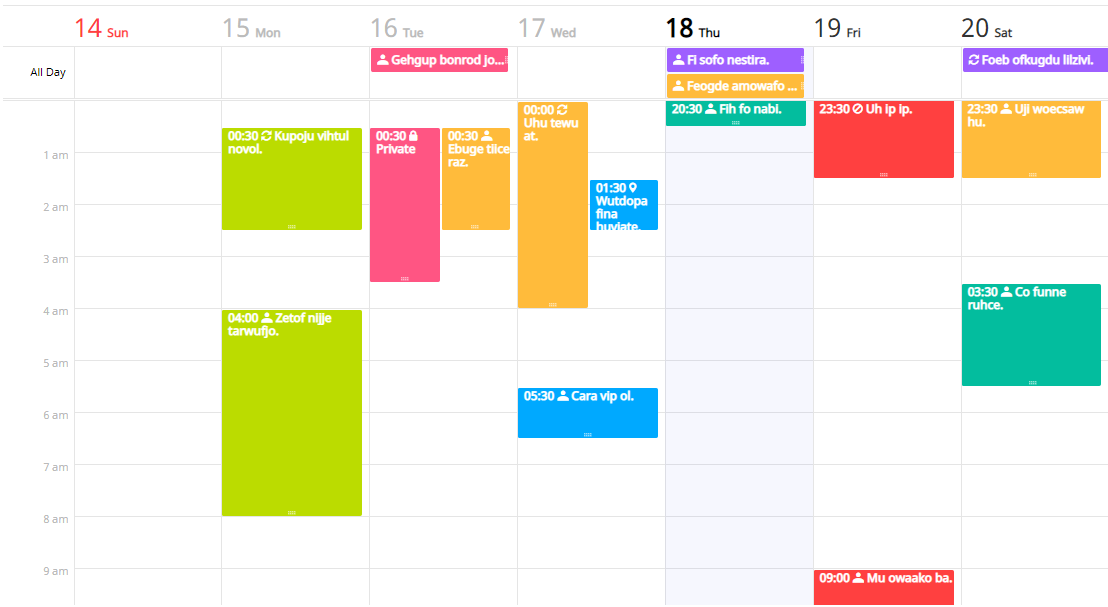 14 Sun
15 Mon
16 Tue
17 Wed
18 Thu
19 Fri
20 Sat
All Day
Gehgup bonrod jo...
Fi sofo nestira.
Feogde amowafo ...
Foeb ofkugdu lilzivi.
1 am
2 am
3 am
4 am
5 am
6 am
7 am
8 am
9 am
00:30 Kupoju vihtul
novol.
04:00 Zetof nijje
tarwufjo.
00:30
Private
00:30
Ebuge tlice
raz.
00:00
Uhu tewu
at.
01:30
Wutdopa
fina
huvjate.
05:30 Cara vip ol.
20:30 Fih fo nabi.
23:30 Uh ip ip.
09:00 Mu owaako ba.
23:30 Uji woecsaw
hu.
03:30 Co funne
ruhce.